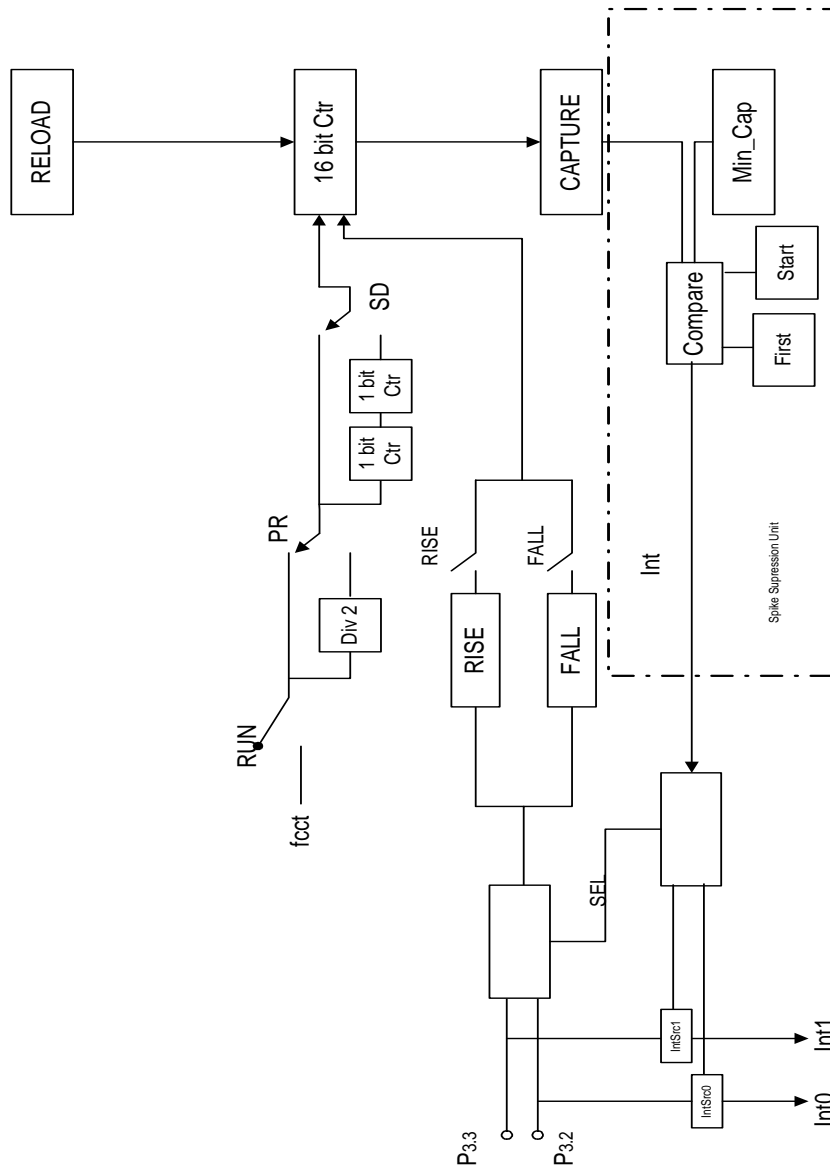 RELOAD
16 bit Ctr
CAPTURE
Min_Cap
SD
Start
Compare
First
1 bit
Ctr
1 bit
Ctr
PR
RISE
FALL
Int
Div 2
RISE
FALL
Spike Supression Unit
RUN
fcct
SEL
IntSrc1
IntSrc0
P3.3
P3.2
Int1
Int0